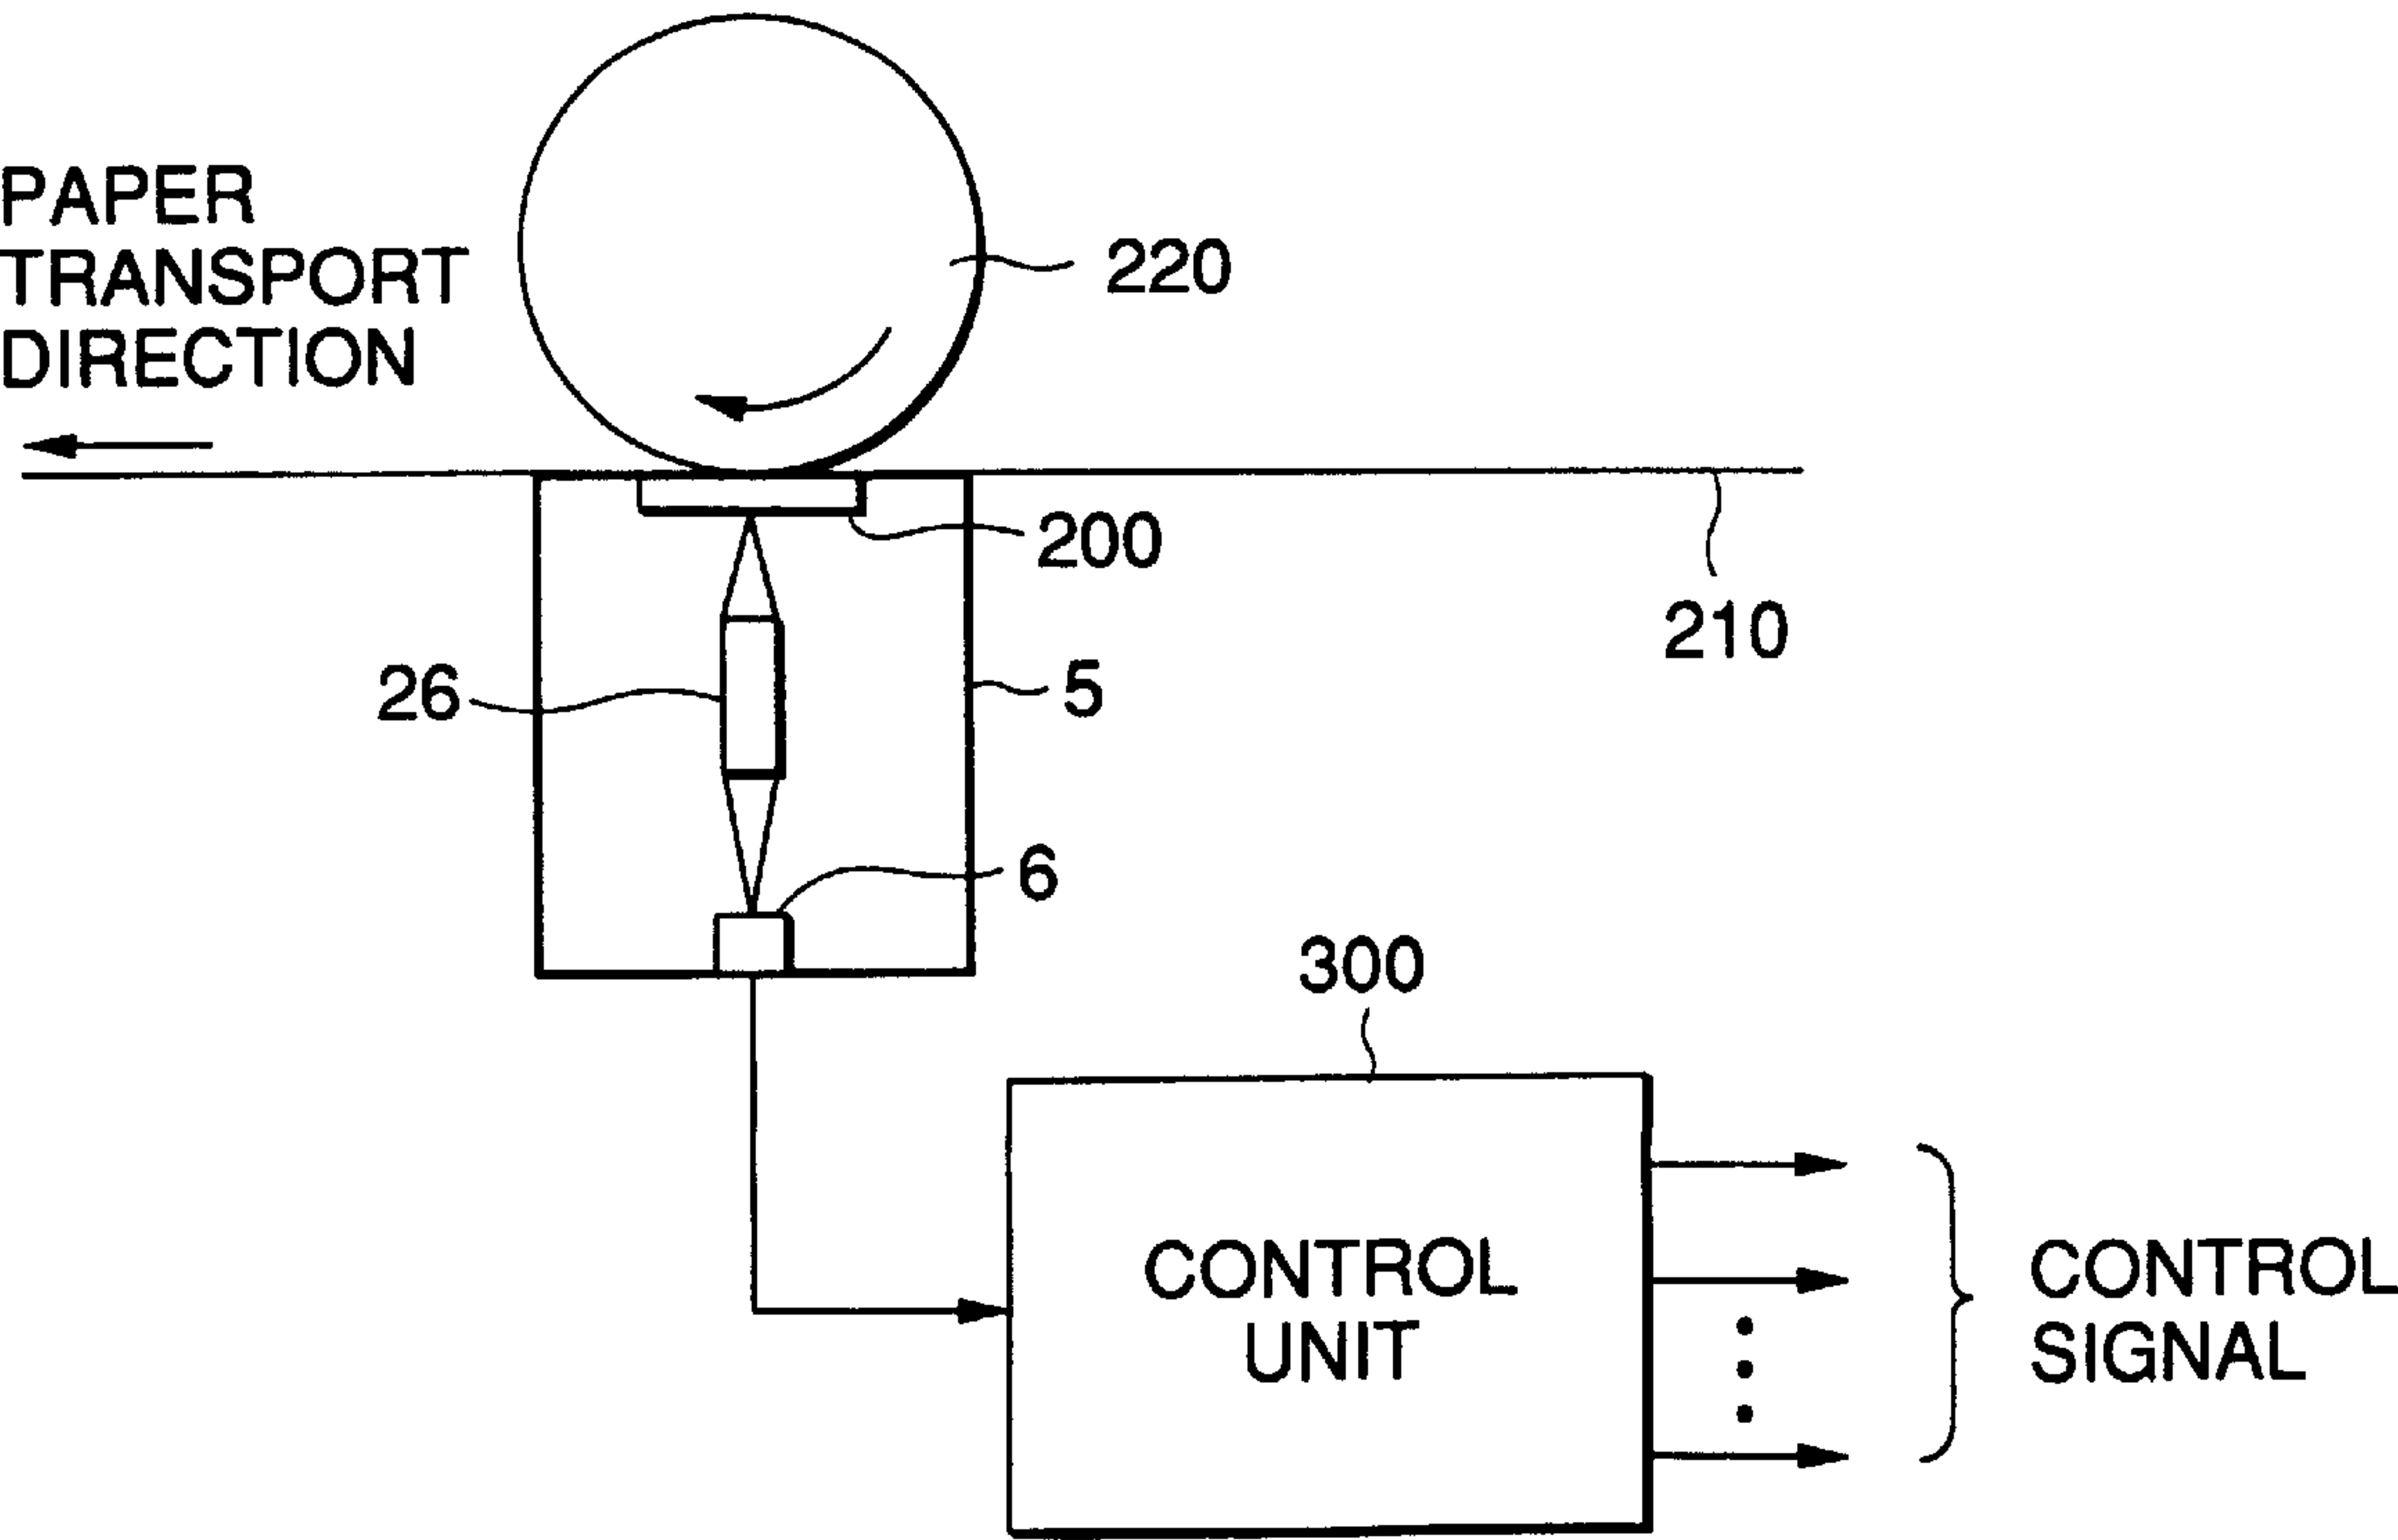 PAPER
TRANSPORT
DIRECTION
220
200
210
26
5
6
300
CONTROL
UNIT
CONTROL
SIGNAL